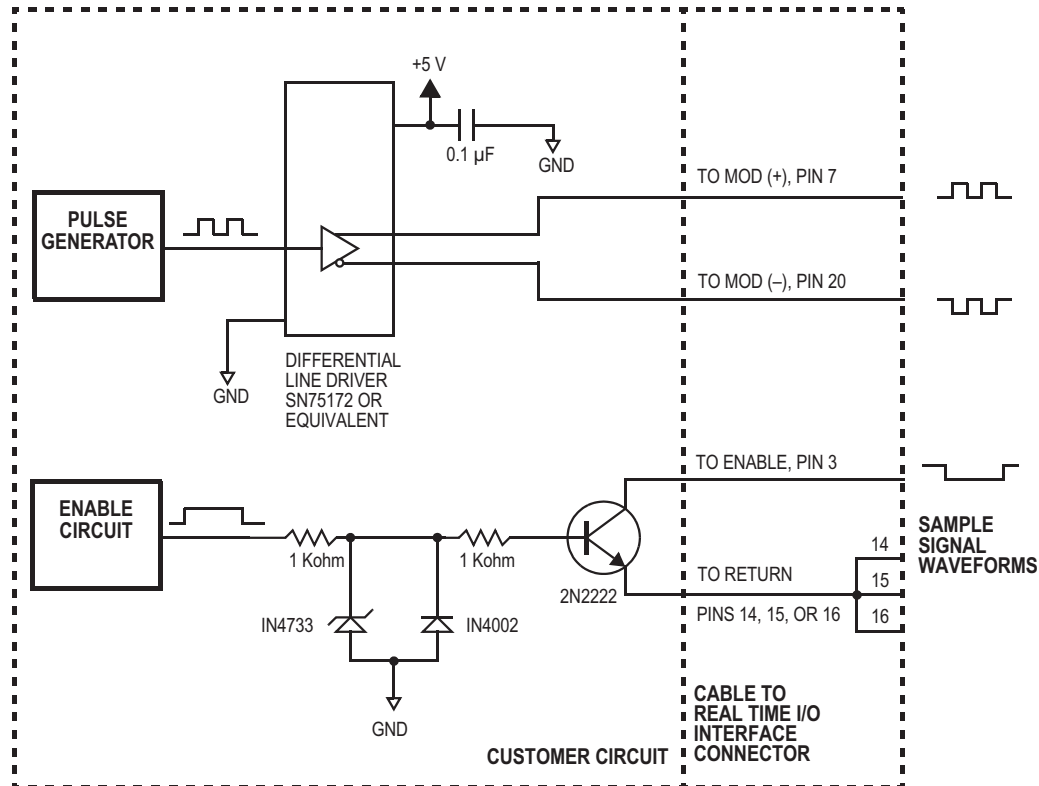 +5 V
0.1 µF
GND
TO MOD (+), PIN 7
PULSE
GENERATOR
TO MOD (–), PIN 20
GND
DIFFERENTIAL
LINE DRIVER
SN75172 OR
EQUIVALENT
TO ENABLE, PIN 3
ENABLE
CIRCUIT
1 Kohm
1 Kohm
2N2222
IN4733
IN4002
GND
TO RETURN
PINS 14, 15, OR 16
14
15
16
SAMPLE
SIGNAL
WAVEFORMS
CUSTOMER CIRCUIT
CABLE TO
REAL TIME I/O
INTERFACE
CONNECTOR